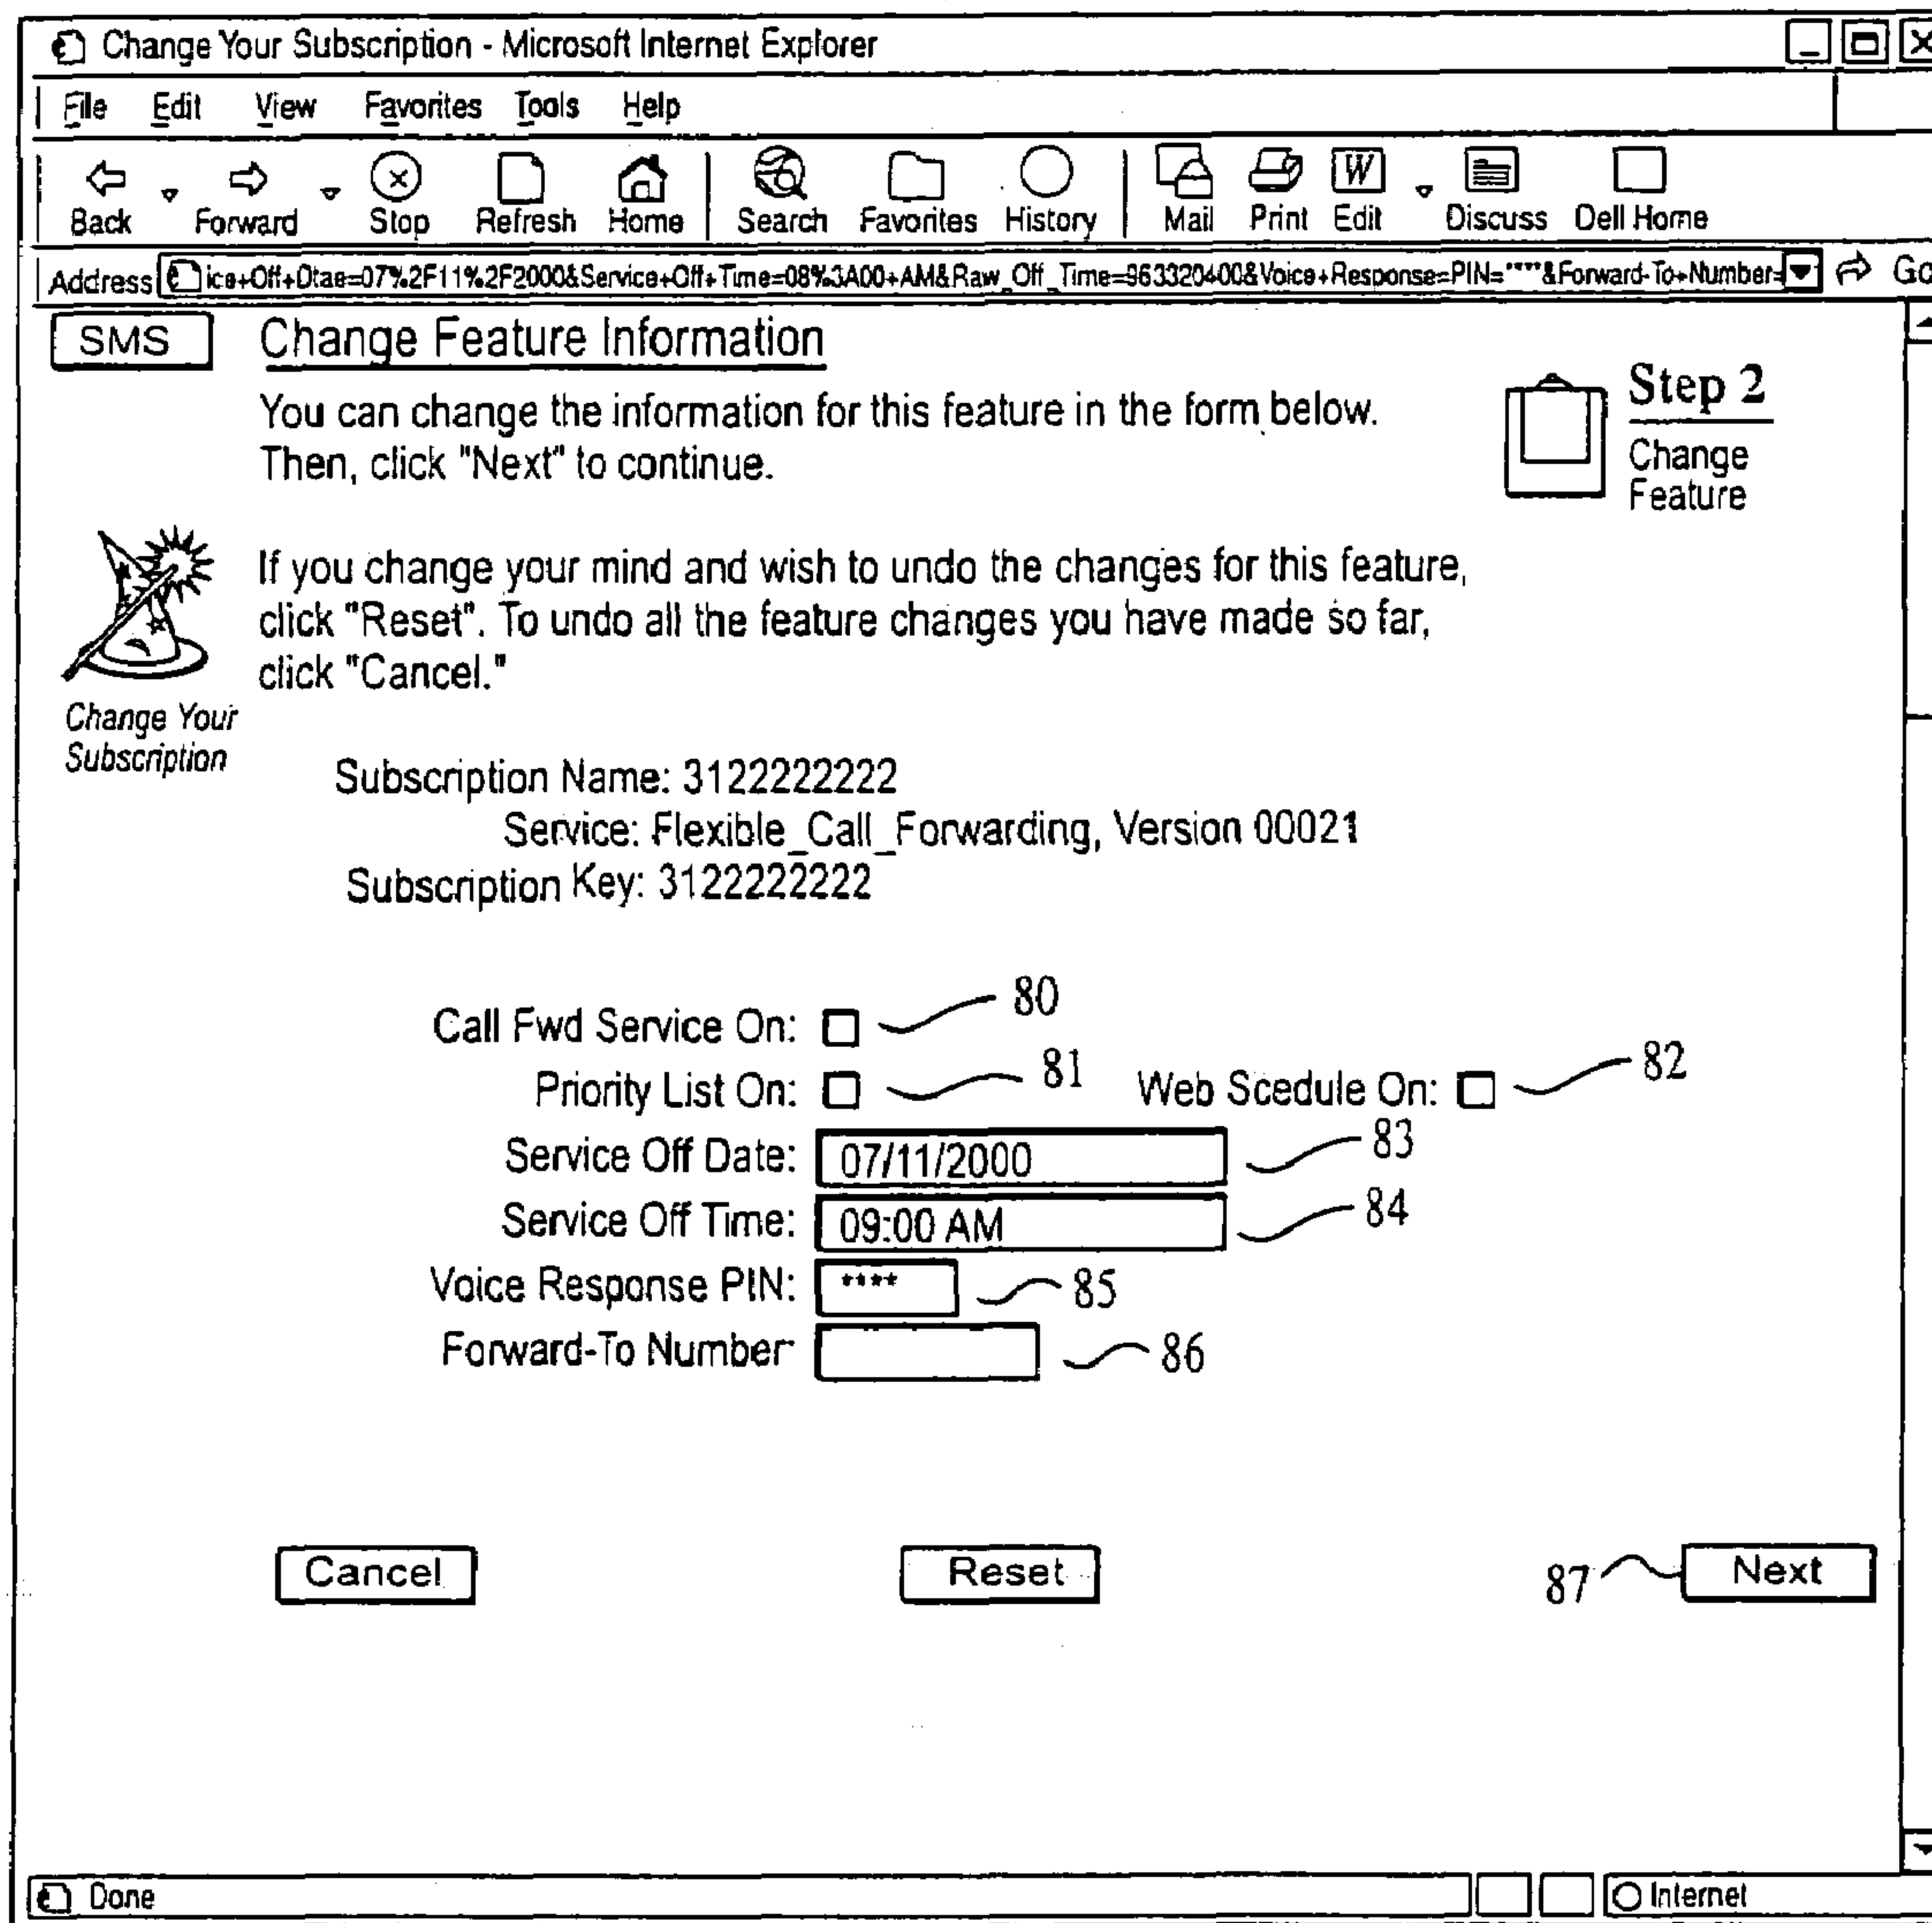 Change Your Subscription - Microsoft Internet Explorer
File Edit View Favorites Tools Help
Back Forward Stop Refresh Home Search Favorites History Mail Print Edit Discuss Dell Home
Address ice+Off+Dtae=07%2F11%2F2000&Service+Off+Time=08%3A00+AM&Raw_Off_Time=963320400&Voice+Response=PIN=****&Forward-To+Number= Go
SMS Change Feature Information
You can change the information for this feature in the form below.
Then, click "Next" to continue.
Step 2
Change
Feature
If you change your mind and wish to undo the changes for this feature,
click "Reset". To undo all the feature changes you have made so far,
click "Cancel."
Change Your
Subscription
Subscription Name: 3122222222
Service: Flexible_Call_Forwarding, Version 00021
Subscription Key: 3122222222
Call Fwd Service On: 80
Priority List On: 81 Web Scedule On: 82
Service Off Date: 07/11/2000 83
Service Off Time: 09:00 AM 84
Voice Response PIN: **** 85
Forward-To Number 86
Cancel Reset 87 Next
Done Internet